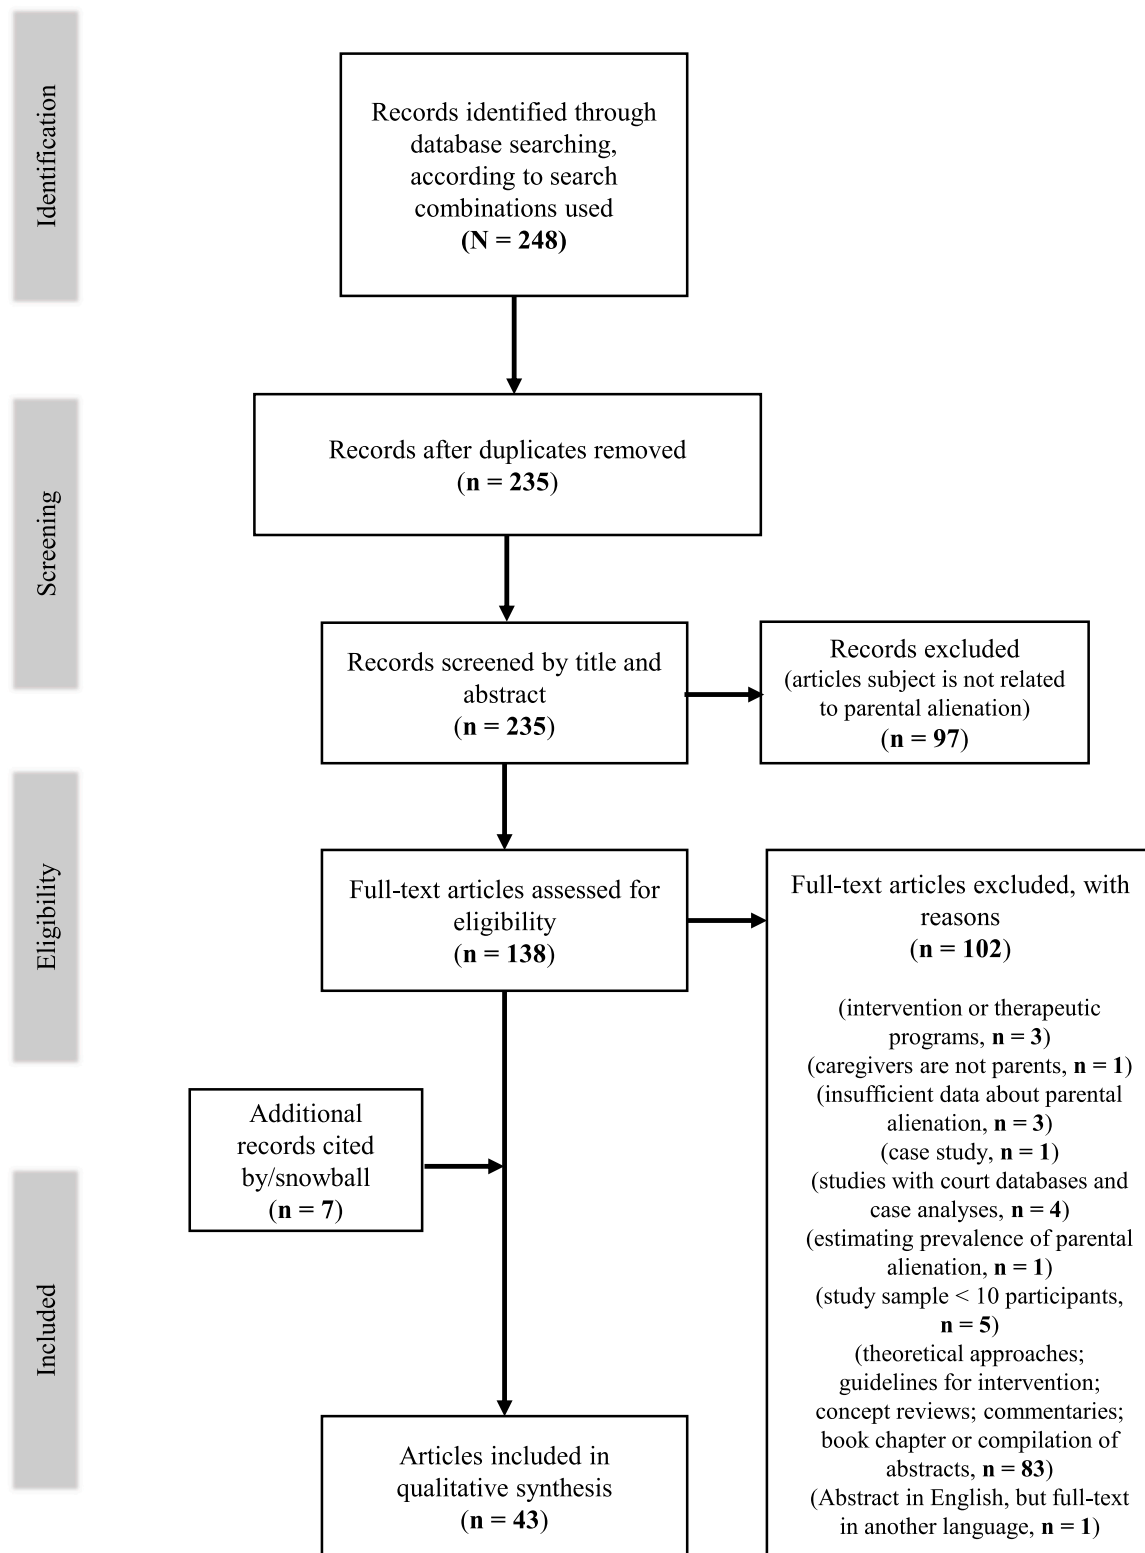 Identification
Records identified through
database searching,
according to search
combinations used
(N = 248)
Screening
Records after duplicates removed
(n = 235)
Records screened by title and
abstract
(n = 235)
Records excluded
(articles subject is not related
to parental alienation)
(n = 97)
Eligibility
Full-text articles assessed for
eligibility
(n = 138)
Full-text articles excluded, with
reasons
(n = 102)
(intervention or therapeutic
programs, n = 3)
(caregivers are not parents, n = 1)
(insufficient data about parental
alienation, n = 3)
(case study, n = 1)
(studies with court databases and
case analyses, n = 4)
(estimating prevalence of parental
alienation, n = 1)
(study sample < 10 participants,
n = 5)
(theoretical approaches;
guidelines for intervention;
concept reviews; commentaries;
book chapter or compilation of
abstracts, n = 83)
(Abstract in English, but full-text
in another language, n = 1)
Additional
records cited
by/snowball
(n = 7)
Included
Articles included in
qualitative synthesis
(n = 43)